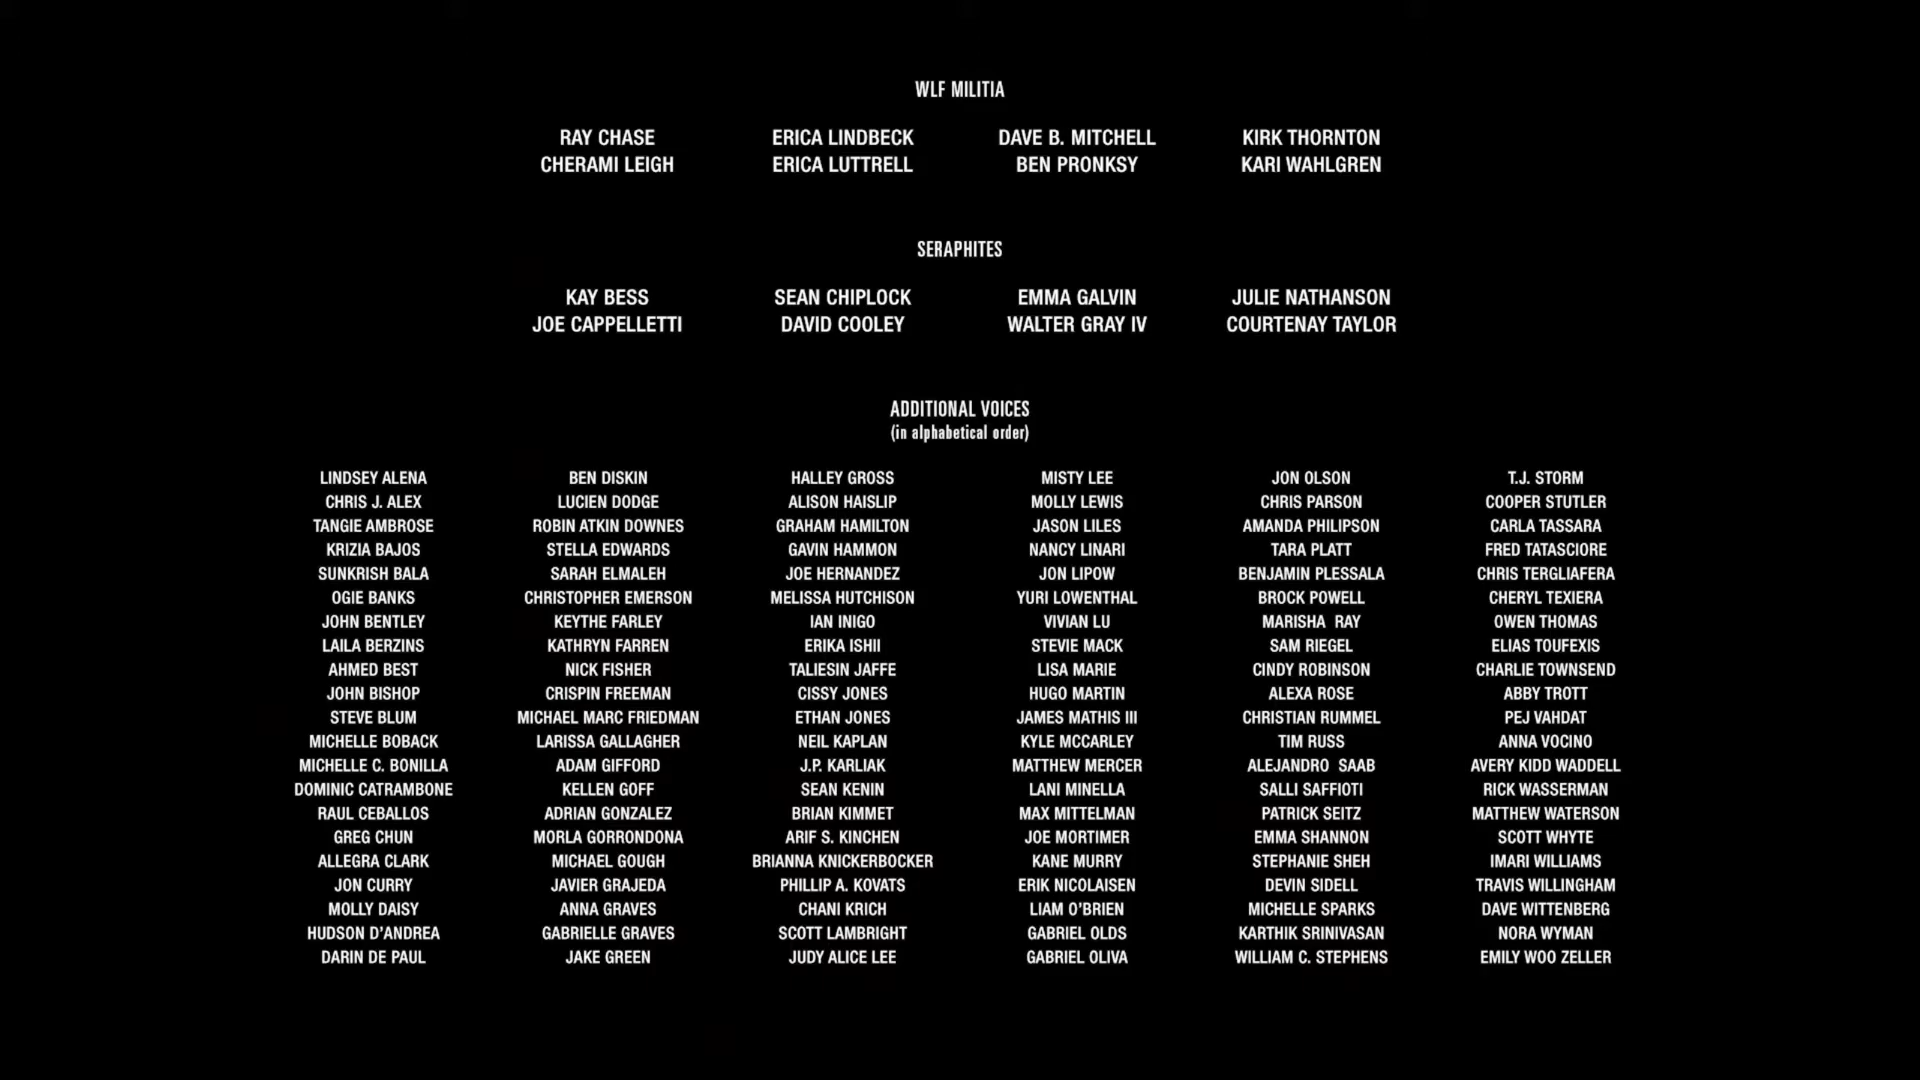 WLF MILITIA
RAY CHASE ERICA LINDBECK DAVE B. MITCHELL KIRK THORNTON
CHERAMI LEIGH ERICA LUTTRELL BEN PRONKSY KARI WAHLGREN
SERAPHITES
KAY BESS SEAN CHIPLOCK EMMA GALVIN JULIE NATHANSON
JOE CAPPELLETTI DAVID COOLEY WALTER GRAY IV COURTENAY TAYLOR
ADDITIONAL VOICES
(in alphabetical order)
LINDSEY ALENA BEN DISKIN HALLEY GROSS MISTY LEE JON OLSON T.J. STORM
CHRIS J. ALEX LUCIEN DODGE ALISON HAISLIP MOLLY LEWIS CHRIS PARSON COOPER STUTLER
TANGIE AMBROSE ROBIN ATKIN DOWNES GRAHAM HAMILTON JASON LILES AMANDA PHILIPSON CARLA TASSARA
KRIZIA BAJOS STELLA EDWARDS GAVIN HAMMON NANCY LINARI TARA PLATT FRED TATASCIORE
SUNKRISH BALA SARAH ELMALEH JOE HERNANDEZ JON LIPOW BENJAMIN PLESSALA CHRIS TERGLIAFERA
OGIE BANKS CHRISTOPHER EMERSON MELISSA HUTCHISON YURI LOWENTHAL BROCK POWELL CHERYL TEXIERA
JOHN BENTLEY KEYTHE FARLEY IAN INIGO VIVIAN LU MARISHA RAY OWEN THOMAS
LAILA BERZINS KATHRYN FARREN ERIKA ISHII STEVIE MACK SAM RIEGEL ELIAS TOUFEXIS
AHMED BEST NICK FISHER TALIESIN JAFFE LISA MARIE CINDY ROBINSON CHARLIE TOWNSEND
JOHN BISHOP CRISPIN FREEMAN CISSY JONES HUGO MARTIN ALEXA ROSE ABBY TROTT
STEVE BLUM MICHAEL MARC FRIEDMAN ETHAN JONES JAMES MATHIS III CHRISTIAN RUMMEL PEJ VAHDAT
MICHELLE BOBACK LARISSA GALLAGHER NEIL KAPLAN KYLE MCCARLEY TIM RUSS ANNA VOCINO
MICHELLE C. BONILLA ADAM GIFFORD J.P. KARLIAK MATTHEW MERCER ALEJANDRO SAAB AVERY KIDD WADDELL
DOMINIC CATRAMBONE KELLEN GOFF SEAN KENIN LANI MINELLA SALLI SAFFIOTI RICK WASSERMAN
RAUL CEBALLOS ADRIAN GONZALEZ BRIAN KIMMET MAX MITTELMAN PATRICK SEITZ MATTHEW WATERSON
GREG CHUN MORLA GORRONDONA ARIF S. KINCHEN JOE MORTIMER EMMA SHANNON SCOTT WHYTE
ALLEGRA CLARK MICHAEL GOUGH BRIANNA KNICKERBOCKER KANE MURRY STEPHANIE SHEH IMARI WILLIAMS
JON CURRY JAVIER GRAJEDA PHILLIP A. KOVATS ERIK NICOLAISEN DEVIN SIDELL TRAVIS WILLINGHAM
MOLLY DAISY ANNA GRAVES CHANI KRICH LIAM O'BRIEN MICHELLE SPARKS DAVE WITTENBERG
HUDSON D'ANDREA GABRIELLE GRAVES SCOTT LAMBRIGHT GABRIEL OLDS KARTHIK SRINIVASAN NORA WYMAN
DARIN DE PAUL JAKE GREEN JUDY ALICE LEE GABRIEL OLIVA WILLIAM C. STEPHENS EMILY WOO ZELLER